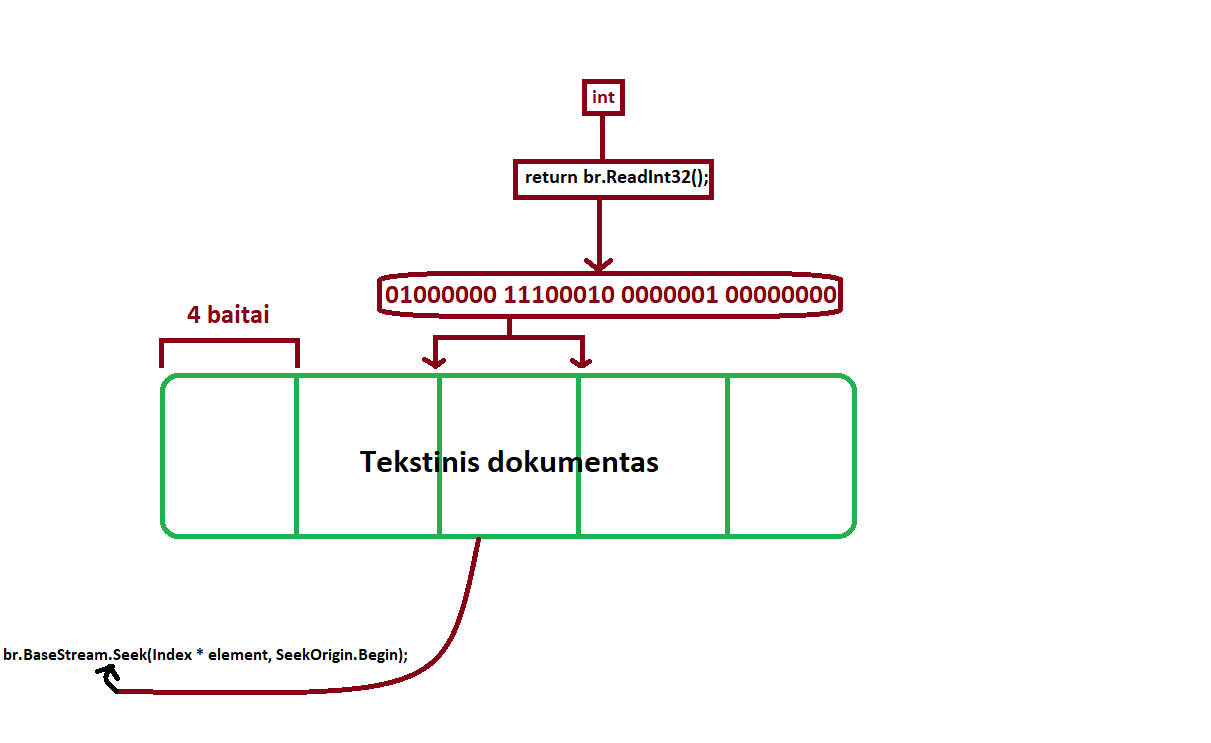 int
return br.ReadInt32();
01000000 11100010 0000001 00000000
4 baitai
Tekstinis dokumentas
br.BaseStream.Seek(Index * element, SeekOrigin.Begin);